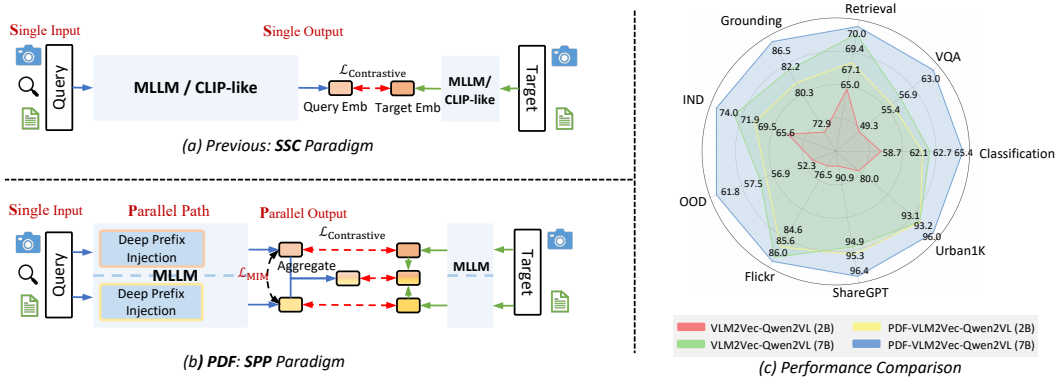 Single Input
Single Output
Query
MLLM / CLIP-like
ℒContrastive
Query Emb
Target Emb
MLLM/
CLIP-like
Target
(a) Previous: SSC Paradigm
Single Input
Parallel Path
Parallel Output
Query
Deep Prefix
Injection
MLLM
Deep Prefix
Injection
ℒMIM
ℒContrastive
Aggregate
MLLM
Target
(b) PDF: SPP Paradigm
Retrieval
Grounding
VQA
IND
Classification
OOD
Urban1K
Flickr
ShareGPT
70.0
69.4
67.1
65.0
86.5
82.2
80.3
72.9
63.0
56.9
55.4
49.3
74.0
71.9
69.5
65.6
58.7
62.1
62.7
65.4
61.8
57.5
56.9
52.3
76.5
90.9
80.0
84.6
85.6
86.0
94.9
95.3
96.4
93.1
93.2
96.0
VLM2Vec-Qwen2VL (2B)
PDF-VLM2Vec-Qwen2VL (2B)
VLM2Vec-Qwen2VL (7B)
PDF-VLM2Vec-Qwen2VL (7B)
(c) Performance Comparison